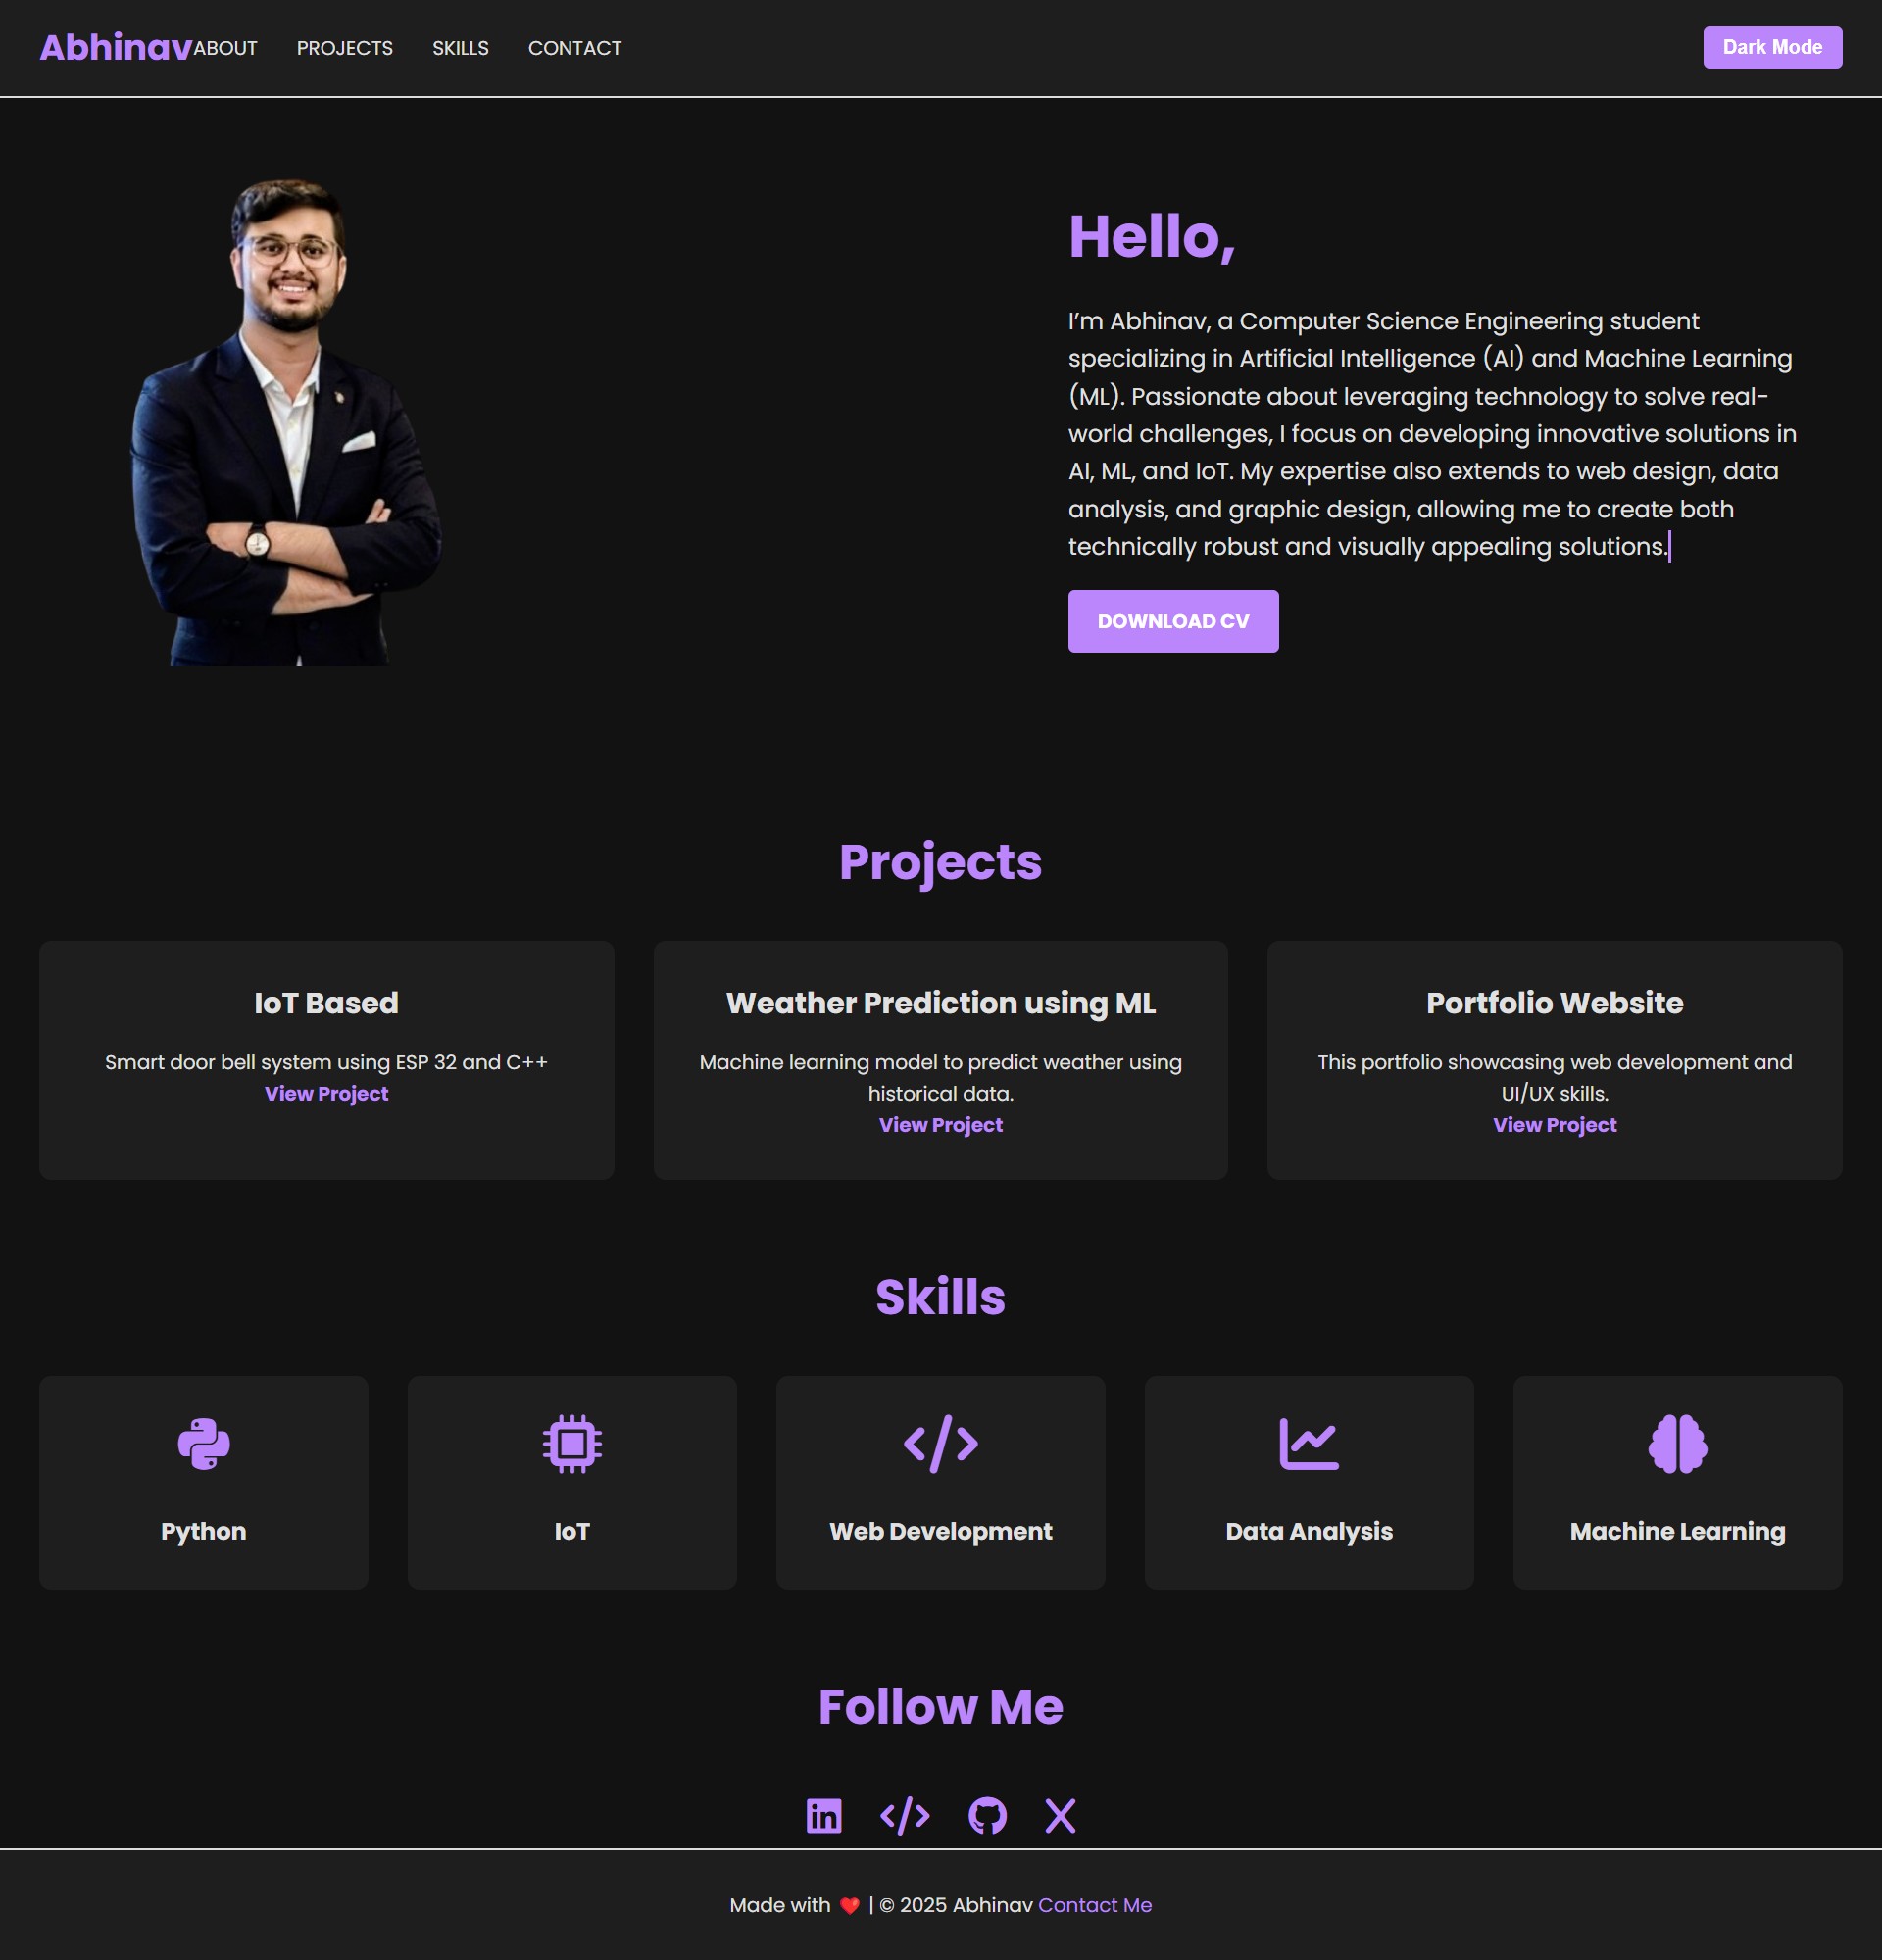 Abhinav ABOUT PROJECTS SKILLS CONTACT Dark Mode
Hello,
I’m Abhinav, a Computer Science Engineering student
specializing in Artificial Intelligence (AI) and Machine Learning
(ML). Passionate about leveraging technology to solve real-
world challenges, I focus on developing innovative solutions in
AI, ML, and IoT. My expertise also extends to web design, data
analysis, and graphic design, allowing me to create both
technically robust and visually appealing solutions.
DOWNLOAD CV
Projects
IoT Based
Smart door bell system using ESP 32 and C++
View Project
Weather Prediction using ML
Machine learning model to predict weather using
historical data.
View Project
Portfolio Website
This portfolio showcasing web development and
UI/UX skills.
View Project
Skills
Python
IoT
Web Development
Data Analysis
Machine Learning
Follow Me
in
Made with ❤️ | © 2025 Abhinav Contact Me